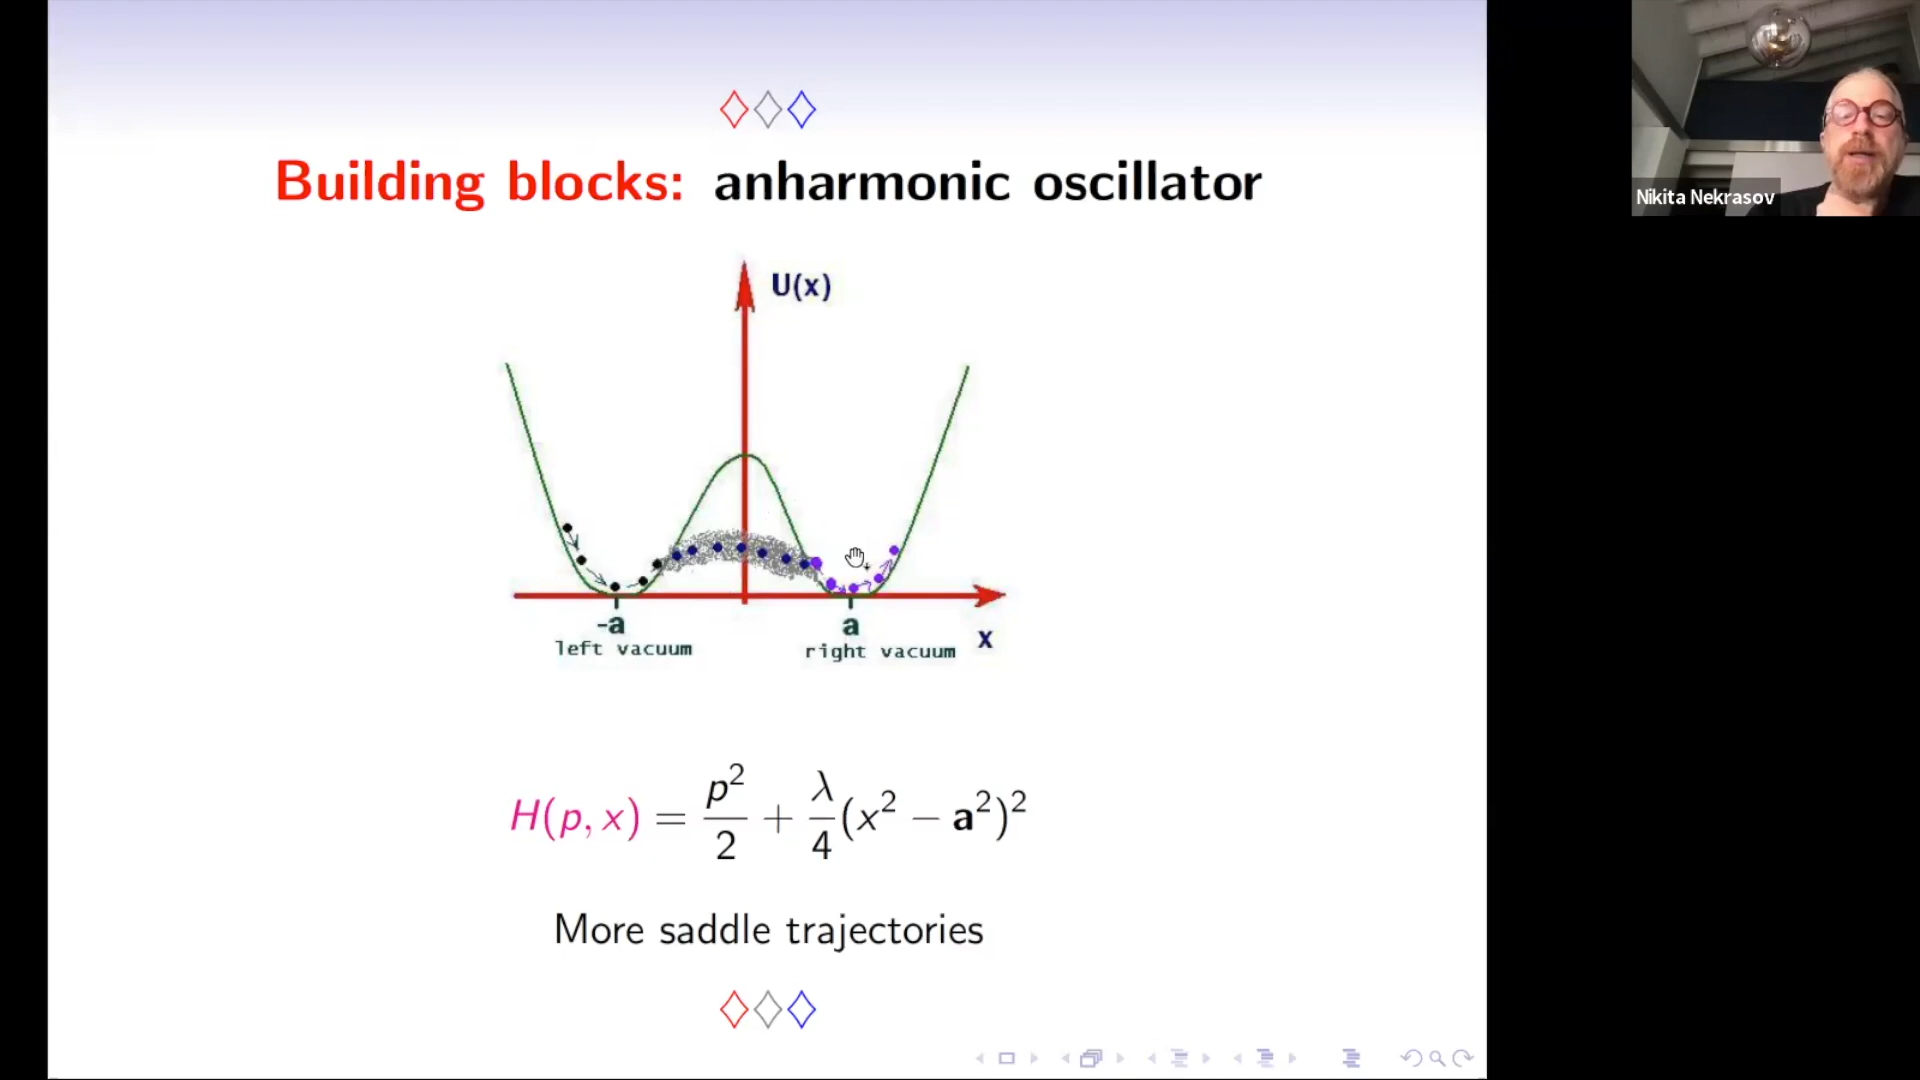 Building blocks: anharmonic oscillator
U(x)
-a
a
x
left vacuum
right vacuum
H(p, x) = p²/2 + λ/4 (x² − a²)²
More saddle trajectories
Nikita Nekrasov